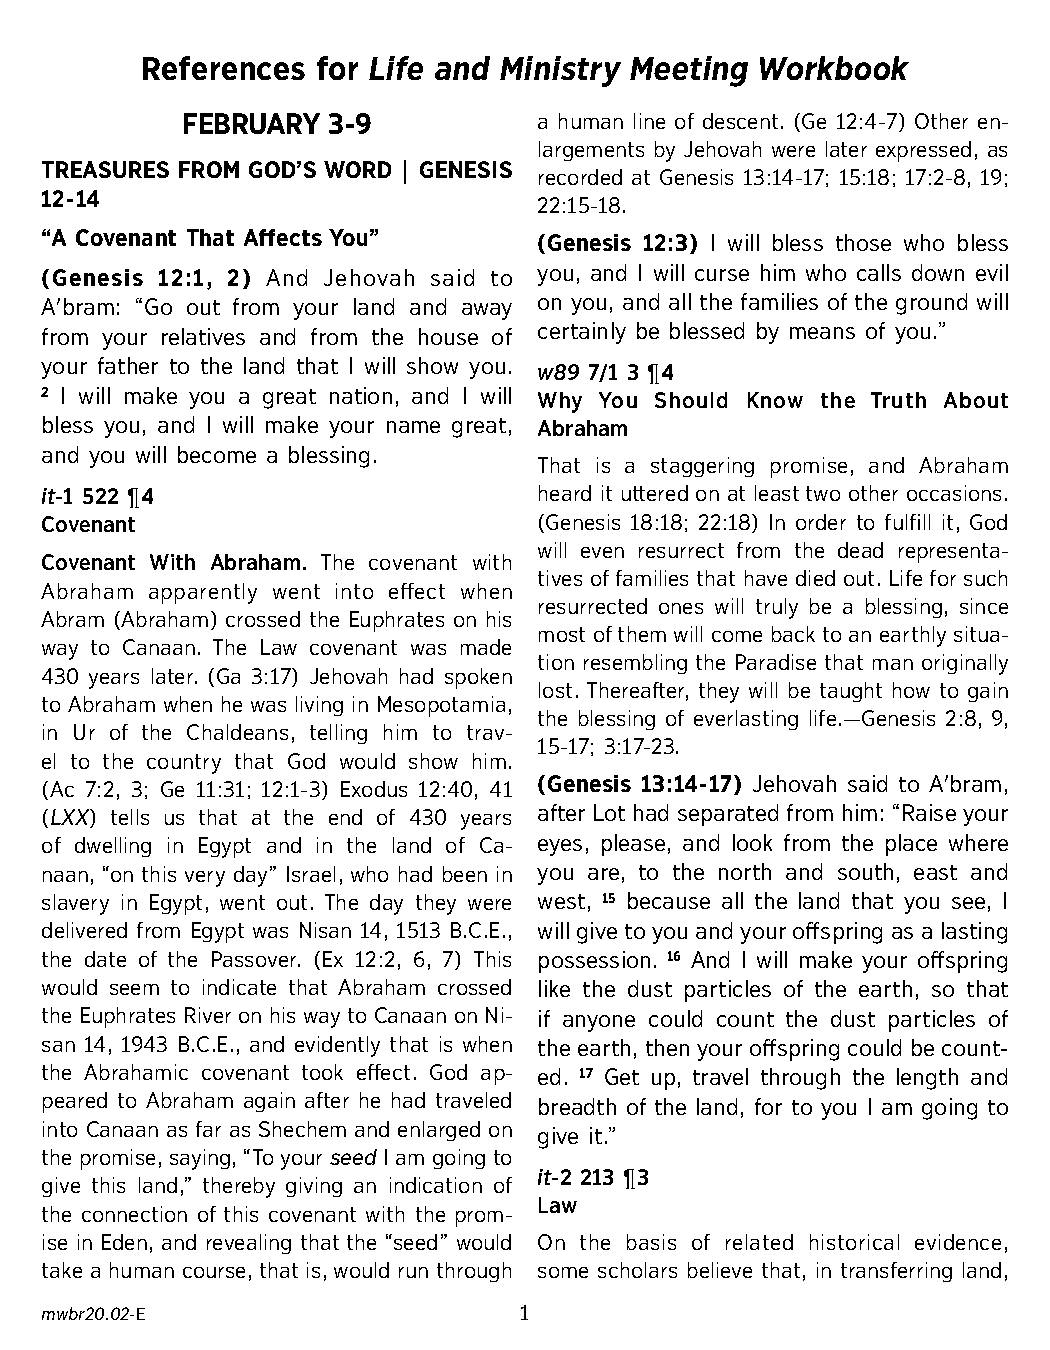 References for Life and Ministry Meeting Workbook
FEBRUARY 3-9
TREASURES FROM GOD’S WORD | GENESIS
12-14
“A Covenant That Affects You”
(Genesis 12:1, 2) And Jehovah said to
A′bram: “Go out from your land and away
from your relatives and from the house of
your father to the land that I will show you.
² I will make you a great nation, and I will
bless you, and I will make your name great,
and you will become a blessing.
it-1 522 ¶4
Covenant
Covenant With Abraham. The covenant with
Abraham apparently went into effect when
Abram (Abraham) crossed the Euphrates on his
way to Canaan. The Law covenant was made
430 years later. (Ga 3:17) Jehovah had spoken
to Abraham when he was living in Mesopotamia,
in Ur of the Chaldeans, telling him to trav-
el to the country that God would show him.
(Ac 7:2, 3; Ge 11:31; 12:1-3) Exodus 12:40, 41
(LXX) tells us that at the end of 430 years
of dwelling in Egypt and in the land of Ca-
naan, “on this very day” Israel, who had been in
slavery in Egypt, went out. The day they were
delivered from Egypt was Nisan 14, 1513 B.C.E.,
the date of the Passover. (Ex 12:2, 6, 7) This
would seem to indicate that Abraham crossed
the Euphrates River on his way to Canaan on Ni-
san 14, 1943 B.C.E., and evidently that is when
the Abrahamic covenant took effect. God ap-
peared to Abraham again after he had traveled
into Canaan as far as Shechem and enlarged on
the promise, saying, “To your seed I am going to
give this land,” thereby giving an indication of
the connection of this covenant with the prom-
ise in Eden, and revealing that the “seed” would
take a human course, that is, would run through
a human line of descent. (Ge 12:4-7) Other en-
largements by Jehovah were later expressed, as
recorded at Genesis 13:14-17; 15:18; 17:2-8, 19;
22:15-18.
(Genesis 12:3) I will bless those who bless
you, and I will curse him who calls down evil
on you, and all the families of the ground will
certainly be blessed by means of you.”
w89 7/1 3 ¶4
Why You Should Know the Truth About
Abraham
That is a staggering promise, and Abraham
heard it uttered on at least two other occasions.
(Genesis 18:18; 22:18) In order to fulfill it, God
will even resurrect from the dead representa-
tives of families that have died out. Life for such
resurrected ones will truly be a blessing, since
most of them will come back to an earthly situa-
tion resembling the Paradise that man originally
lost. Thereafter, they will be taught how to gain
the blessing of everlasting life.—Genesis 2:8, 9,
15-17; 3:17-23.
(Genesis 13:14-17) Jehovah said to A′bram,
after Lot had separated from him: “Raise your
eyes, please, and look from the place where
you are, to the north and south, east and
west, ¹⁵ because all the land that you see, I
will give to you and your offspring as a lasting
possession. ¹⁶ And I will make your offspring
like the dust particles of the earth, so that
if anyone could count the dust particles of
the earth, then your offspring could be count-
ed. ¹⁷ Get up, travel through the length and
breadth of the land, for to you I am going to
give it.”
it-2 213 ¶3
Law
On the basis of related historical evidence,
some scholars believe that, in transferring land,
mwbr20.02-E
1